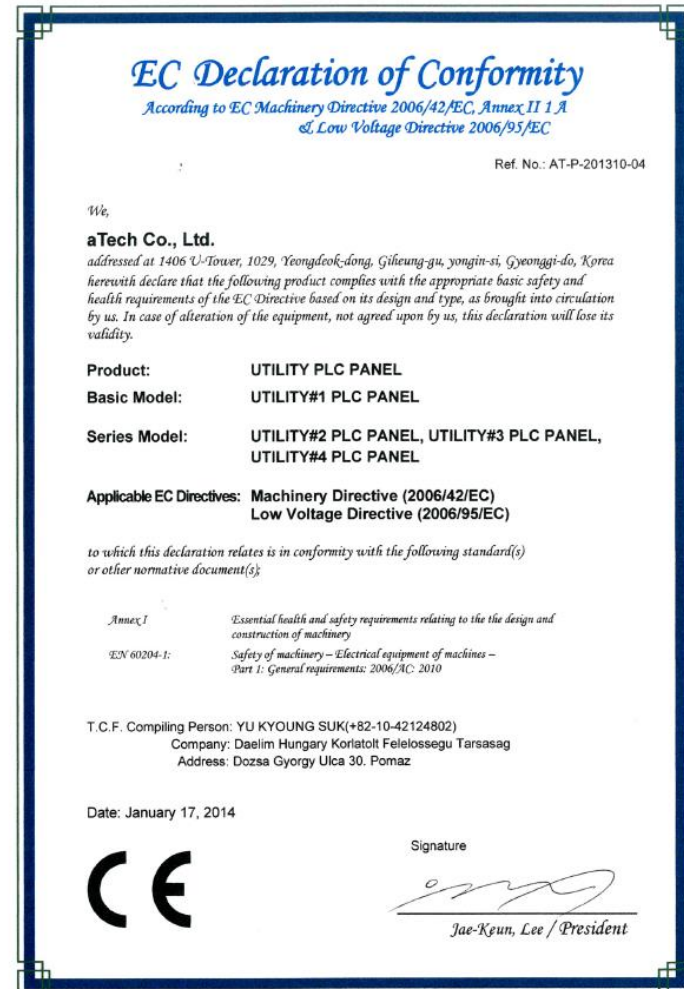 EC Declaration of Conformity
According to EC Machinery Directive 2006/42/EC, Annex II 1 A
& Low Voltage Directive 2006/95/EC
Ref. No.: AT-P-201310-04
We,
aTech Co., Ltd.
addressed at 1406 U-Tower, 1029, Yeongdeok-dong, Giheung-gu, yongin-si, Gyeonggi-do, Korea
herewith declare that the following product complies with the appropriate basic safety and
health requirements of the EC Directive based on its design and type, as brought into circulation
by us. In case of alteration of the equipment, not agreed upon by us, this declaration will lose its
validity.
Product: UTILITY PLC PANEL
Basic Model: UTILITY#1 PLC PANEL
Series Model: UTILITY#2 PLC PANEL, UTILITY#3 PLC PANEL,
UTILITY#4 PLC PANEL
Applicable EC Directives: Machinery Directive (2006/42/EC)
Low Voltage Directive (2006/95/EC)
to which this declaration relates is in conformity with the following standard(s)
or other normative document(s);
Annex I Essential health and safety requirements relating to the the design and
construction of machinery
EN 60204-1: Safety of machinery – Electrical equipment of machines –
Part 1: General requirements: 2006/AC: 2010
T.C.F. Compiling Person: YU KYOUNG SUK(+82-10-42124802)
Company: Daelim Hungary Korlatolt Felelossegu Tarsasag
Address: Dozsa Gyorgy Ulca 30. Pomaz
Date: January 17, 2014
Signature
CE
Jae-Keun, Lee / President